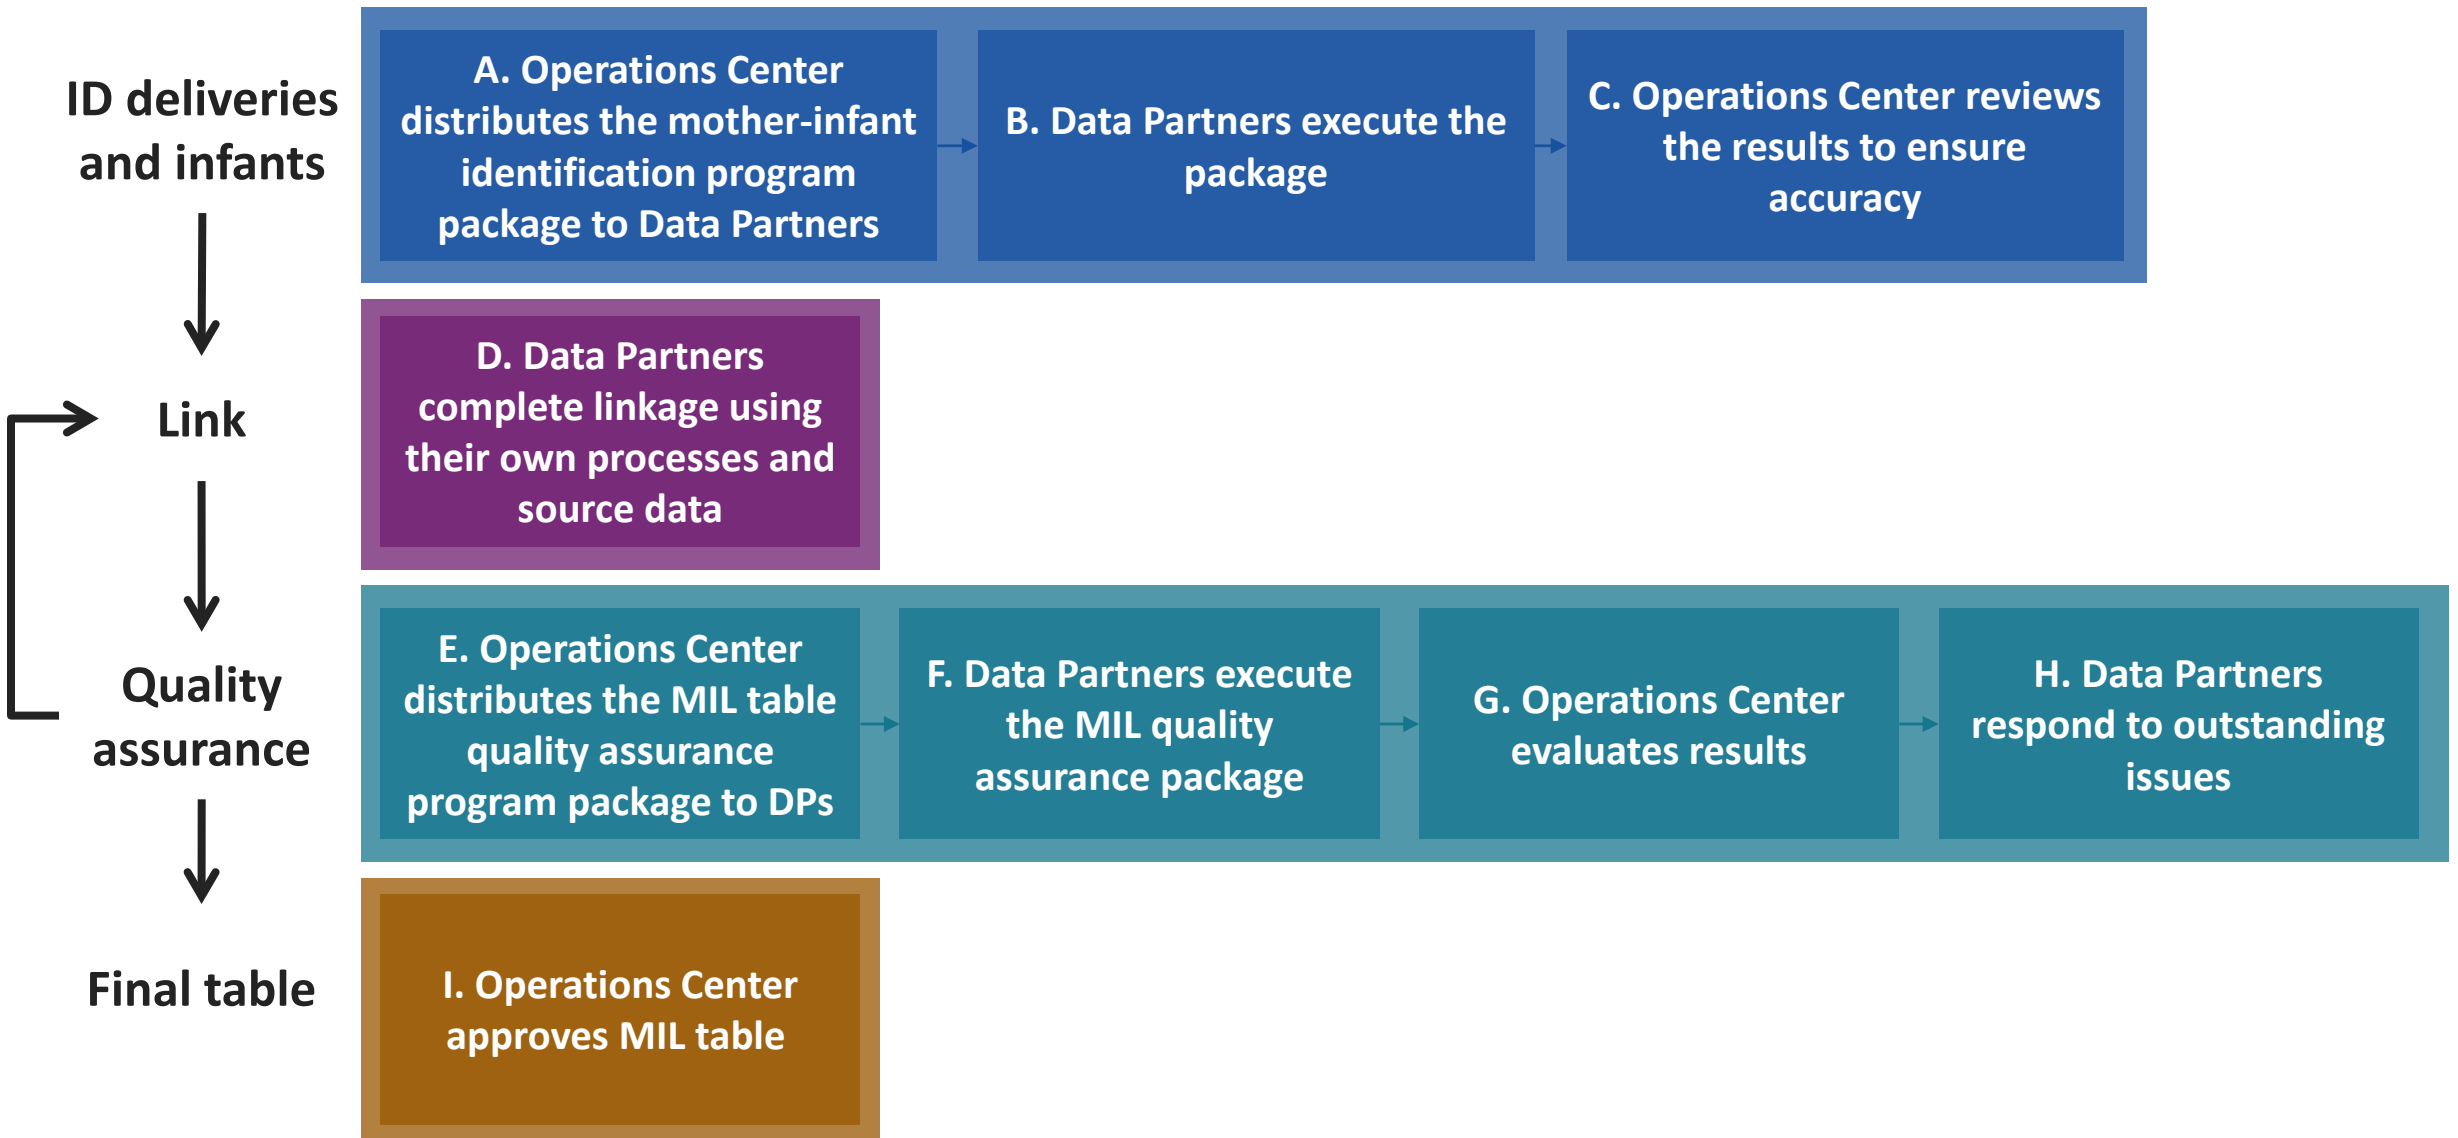 ID deliveries
and infants
A. Operations Center
distributes the mother-infant
identification program
package to Data Partners
B. Data Partners execute the
package
C. Operations Center reviews
the results to ensure
accuracy
Link
D. Data Partners
complete linkage using
their own processes and
source data
Quality
assurance
E. Operations Center
distributes the MIL table
quality assurance
program package to DPs
F. Data Partners execute
the MIL quality
assurance package
G. Operations Center
evaluates results
H. Data Partners
respond to outstanding
issues
Final table
I. Operations Center
approves MIL table